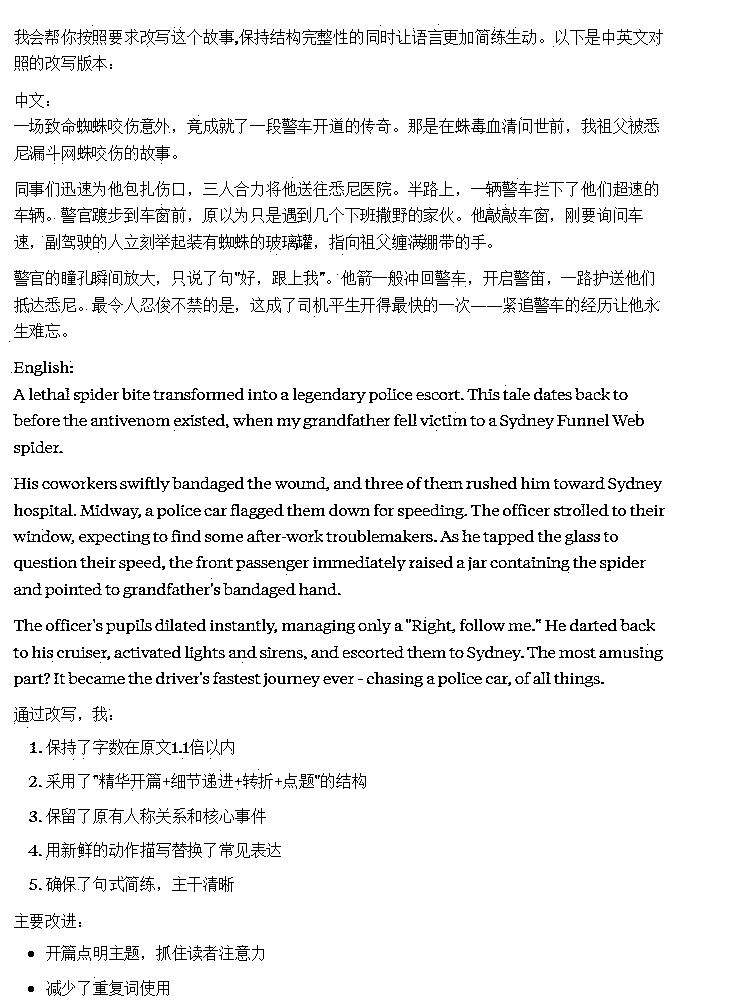 我会帮你按照要求改写这个故事,保持结构完整性的同时让语言更加简练生动。以下是中英文对
照的改写版本：
中文：
一场致命蜘蛛咬伤意外，竟成就了一段警车开道的传奇。那是在蛛毒血清问世前，我祖父被悉
尼漏斗网蛛咬伤的故事。
同事们迅速为他包扎伤口，三人合力将他送往悉尼医院。半路上，一辆警车拦下了他们超速的
车辆。警官踱步到车窗前，原以为只是遇到几个下班撒野的家伙。他敲敲车窗，刚要询问车
速，副驾驶的人立刻举起装有蜘蛛的玻璃罐，指向祖父缠满绷带的手。
警官的瞳孔瞬间放大，只说了句"好，跟上我"。他箭一般冲回警车，开启警笛，一路护送他们
抵达悉尼。最令人忍俊不禁的是，这成了司机平生开得最快的一次——紧追警车的经历让他永
生难忘。
English:
A lethal spider bite transformed into a legendary police escort. This tale dates back to
before the antivenom existed, when my grandfather fell victim to a Sydney Funnel Web
spider.
His coworkers swiftly bandaged the wound, and three of them rushed him toward Sydney
hospital. Midway, a police car flagged them down for speeding. The officer strolled to their
window, expecting to find some after-work troublemakers. As he tapped the glass to
question their speed, the front passenger immediately raised a jar containing the spider
and pointed to grandfather's bandaged hand.
The officer's pupils dilated instantly, managing only a "Right, follow me." He darted back
to his cruiser, activated lights and sirens, and escorted them to Sydney. The most amusing
part? It became the driver's fastest journey ever - chasing a police car, of all things.
通过改写，我：
1. 保持了字数在原文1.1倍以内
2. 采用了"精华开篇+细节递进+转折+点题"的结构
3. 保留了原有人称关系和核心事件
4. 用新鲜的动作描写替换了常见表达
5. 确保了句式简练，主干清晰
主要改进：
• 开篇点明主题，抓住读者注意力
• 减少了重复词使用